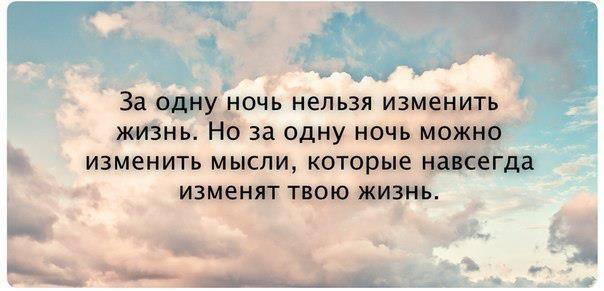 За одну ночь нельзя изменить
жизнь. Но за одну ночь можно
изменить мысли, которые навсегда
изменят твою жизнь.